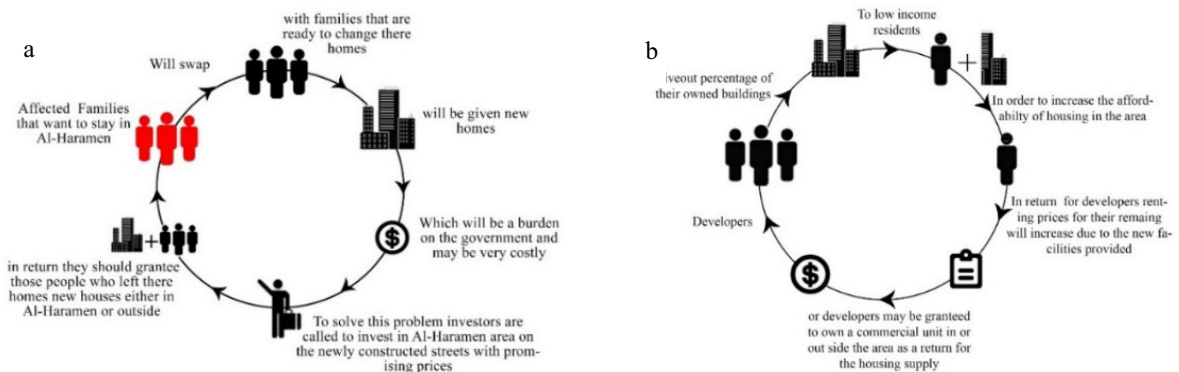 a
with families that are
ready to change there
homes
Will swap
Affected Families
that want to stay in
Al-Haramen
will be given new
homes
$
Which will be a burden
on the government and
may be very costly
+
in return they should grantee
those people who left there
homes new houses either in
Al-Haramen or outside
To solve this problem investors are
called to invest in Al-Haramen area on
the newly constructed streets with prom-
ising prices
b
To low income
residents
+
iveout percentage of
their owned buildings
In order to increase the afford-
abilty of housing in the area
Developers
In return for developers rent-
ing prices for their remaing
will increase due to the new fa-
cilities provided
$
or developers may be granted
to own a commercial unit in or
out side the area as a return for
the housing supply